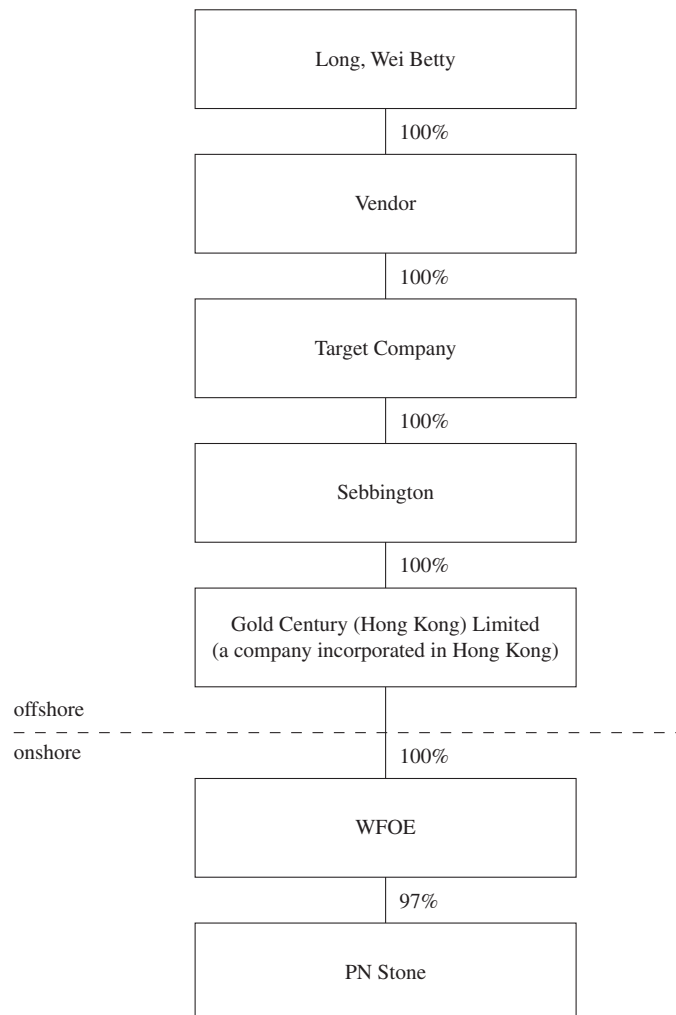 Long, Wei Betty
100%
Vendor
100%
Target Company
100%
Sebbington
100%
Gold Century (Hong Kong) Limited
(a company incorporated in Hong Kong)
offshore
onshore
100%
WFOE
97%
PN Stone